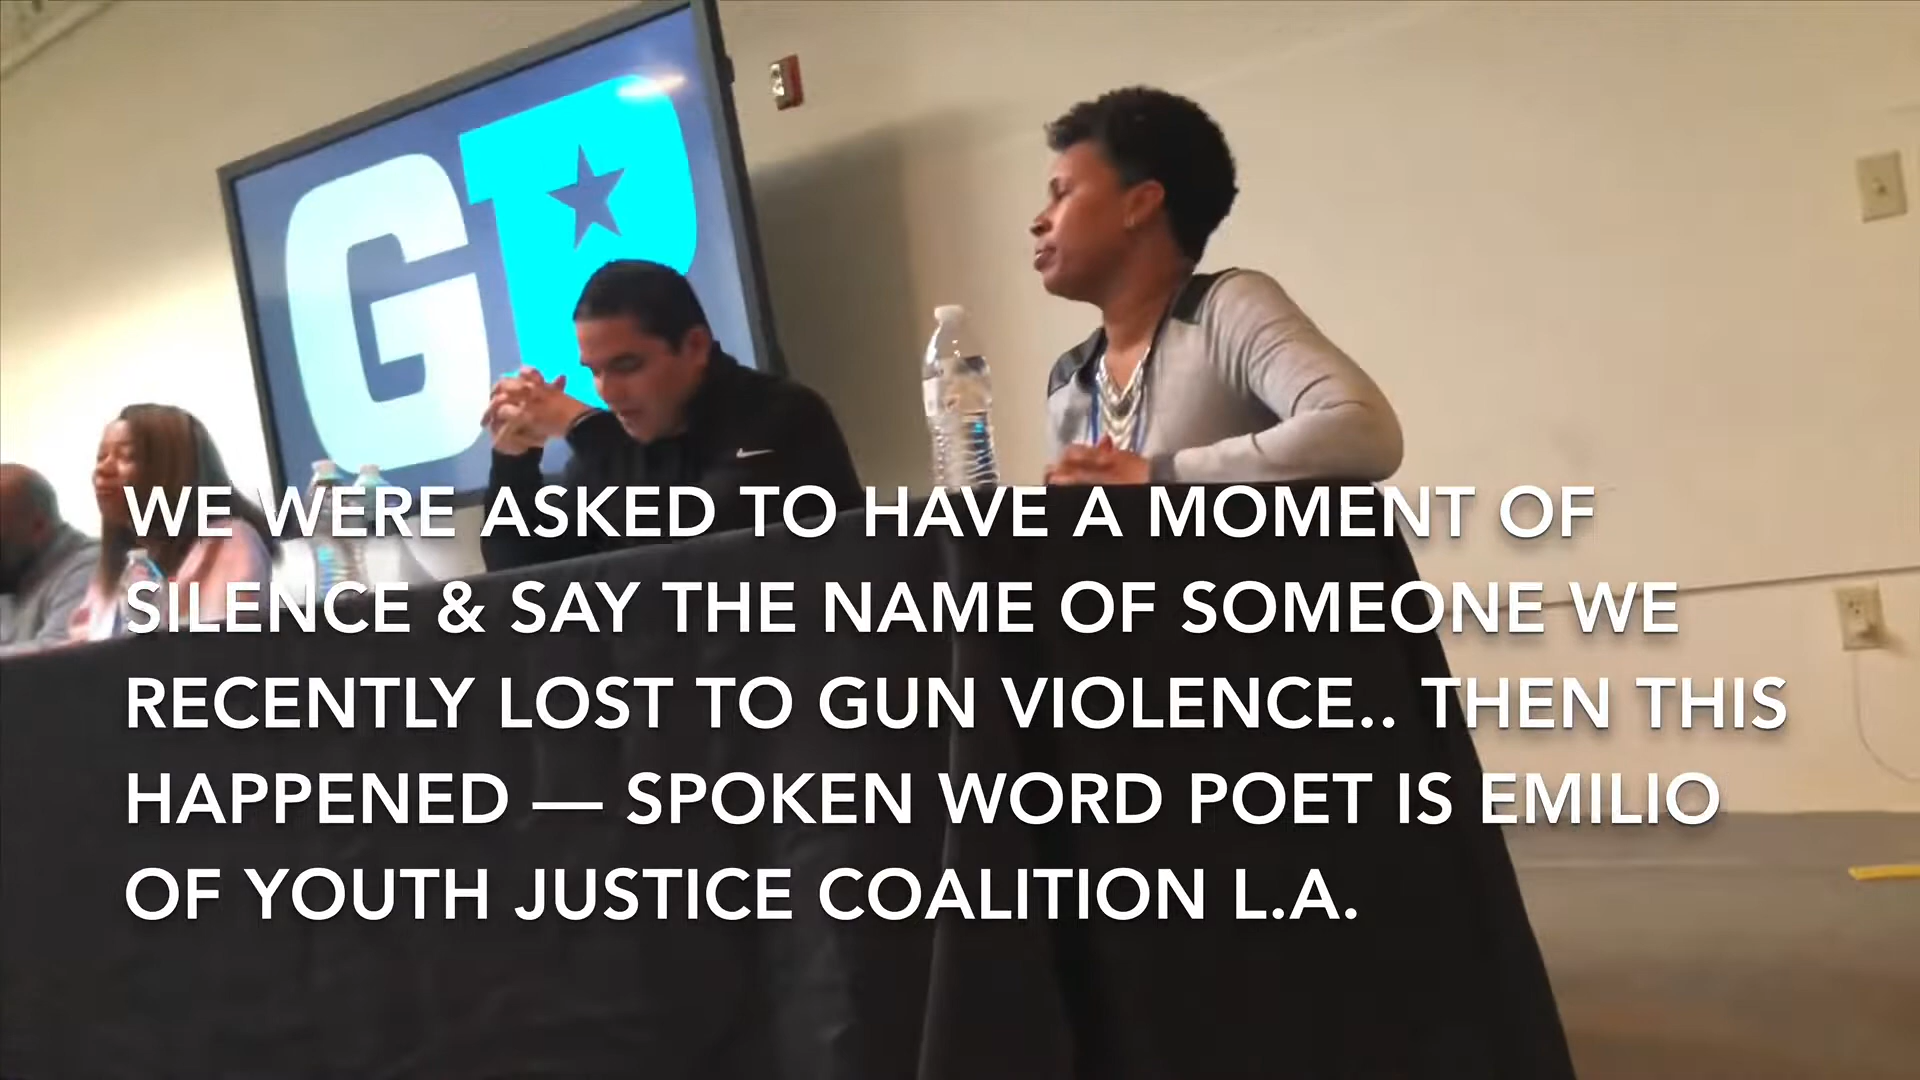 GP
WE WERE ASKED TO HAVE A MOMENT OF
SILENCE & SAY THE NAME OF SOMEONE WE
RECENTLY LOST TO GUN VIOLENCE.. THEN THIS
HAPPENED — SPOKEN WORD POET IS EMILIO
OF YOUTH JUSTICE COALITION L.A.